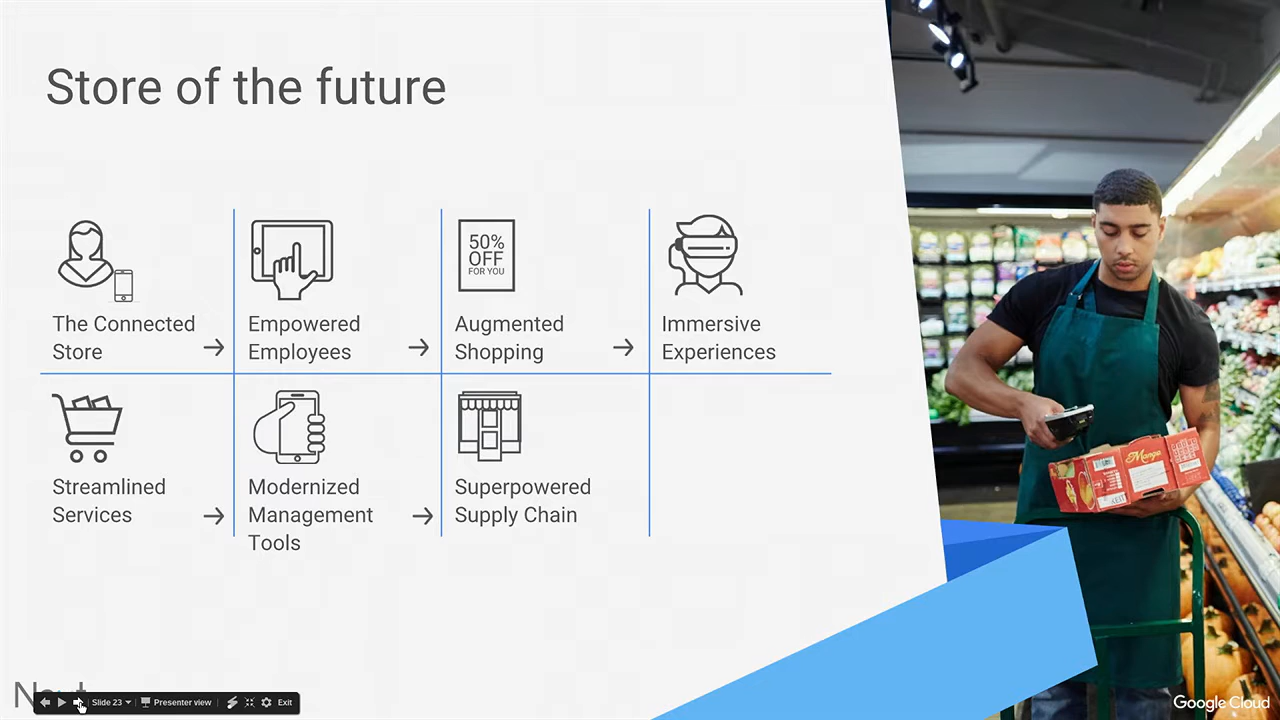 Store of the future
50%
OFF
FOR YOU
The Connected
Store
Empowered
Employees
Augmented
Shopping
Immersive
Experiences
Streamlined
Services
Modernized
Management
Tools
Superpowered
Supply Chain
Mango
Slide 23
Presenter view
Exit
Google Cloud